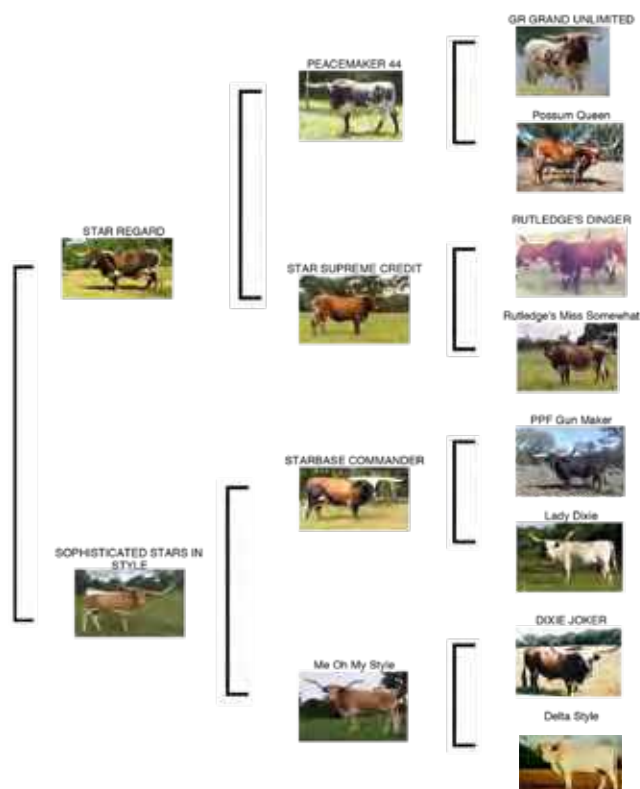 GR GRAND UNLIMITED
PEACEMAKER 44
Possum Queen
STAR REGARD
RUTLEDGE'S DINGER
STAR SUPREME CREDIT
Rutledge's Miss Somewhat
PPF Gun Maker
STARBASE COMMANDER
Lady Dixie
SOPHISTICATED STARS IN
STYLE
DIXIE JOKER
Me Oh My Style
Delta Style